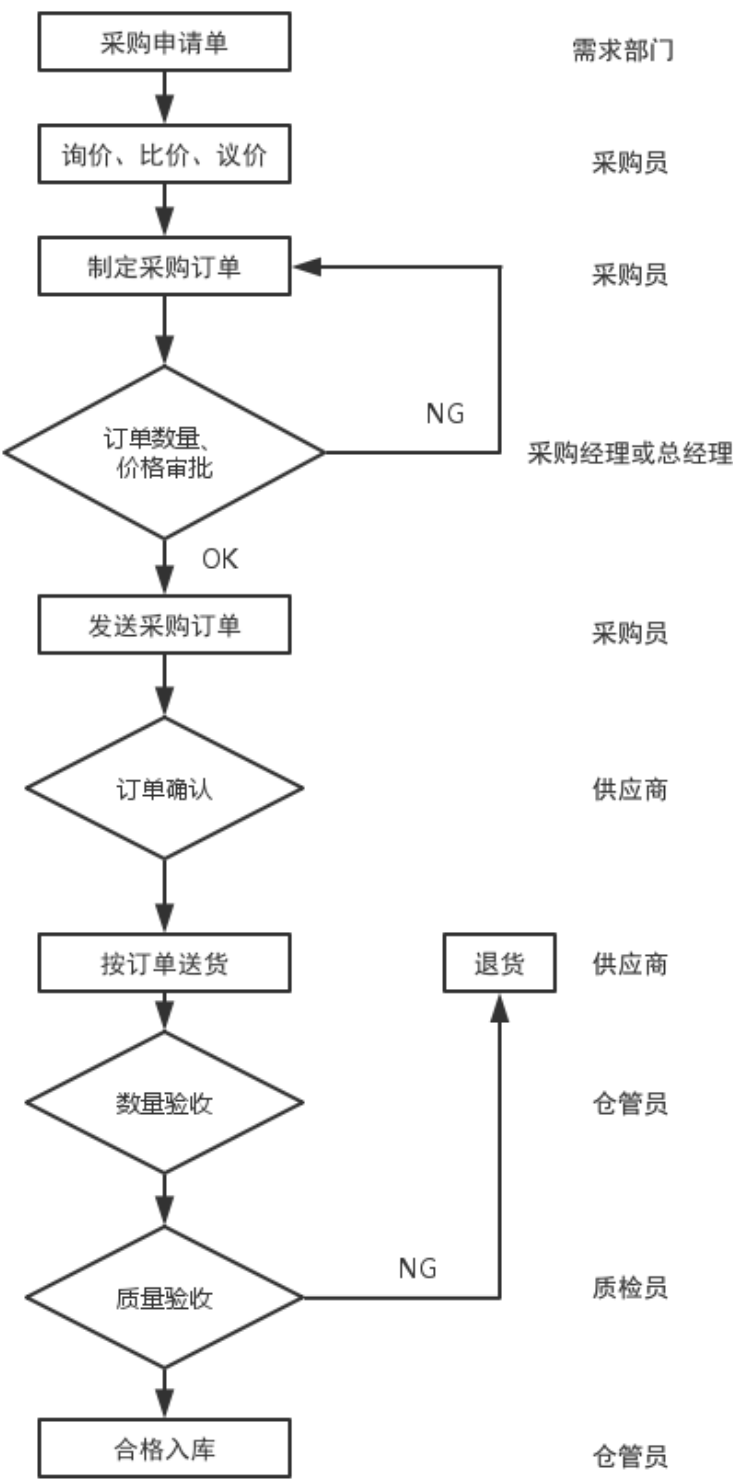 采购申请单
需求部门
询价、比价、议价
采购员
制定采购订单
采购员
NG
订单数量、
价格审批
采购经理或总经理
OK
发送采购订单
采购员
订单确认
供应商
按订单送货
退货
供应商
数量验收
仓管员
NG
质量验收
质检员
合格入库
仓管员